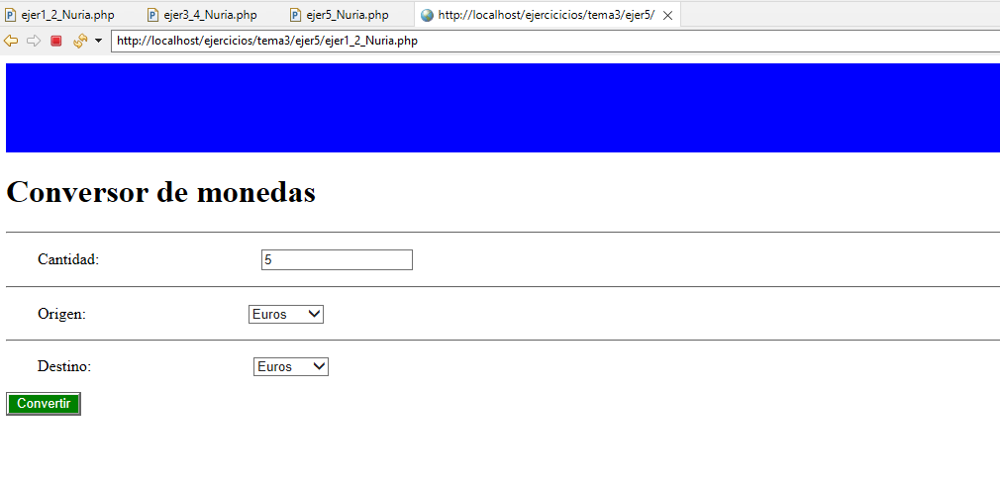 ejer1_2_Nuria.php ejer3_4_Nuria.php ejer5_Nuria.php http://localhost/ejercicicios/tema3/ejer5/
http://localhost/ejercicios/tema3/ejer5/ejer1_2_Nuria.php
Conversor de monedas
Cantidad: 5
Origen: Euros
Destino: Euros
Convertir